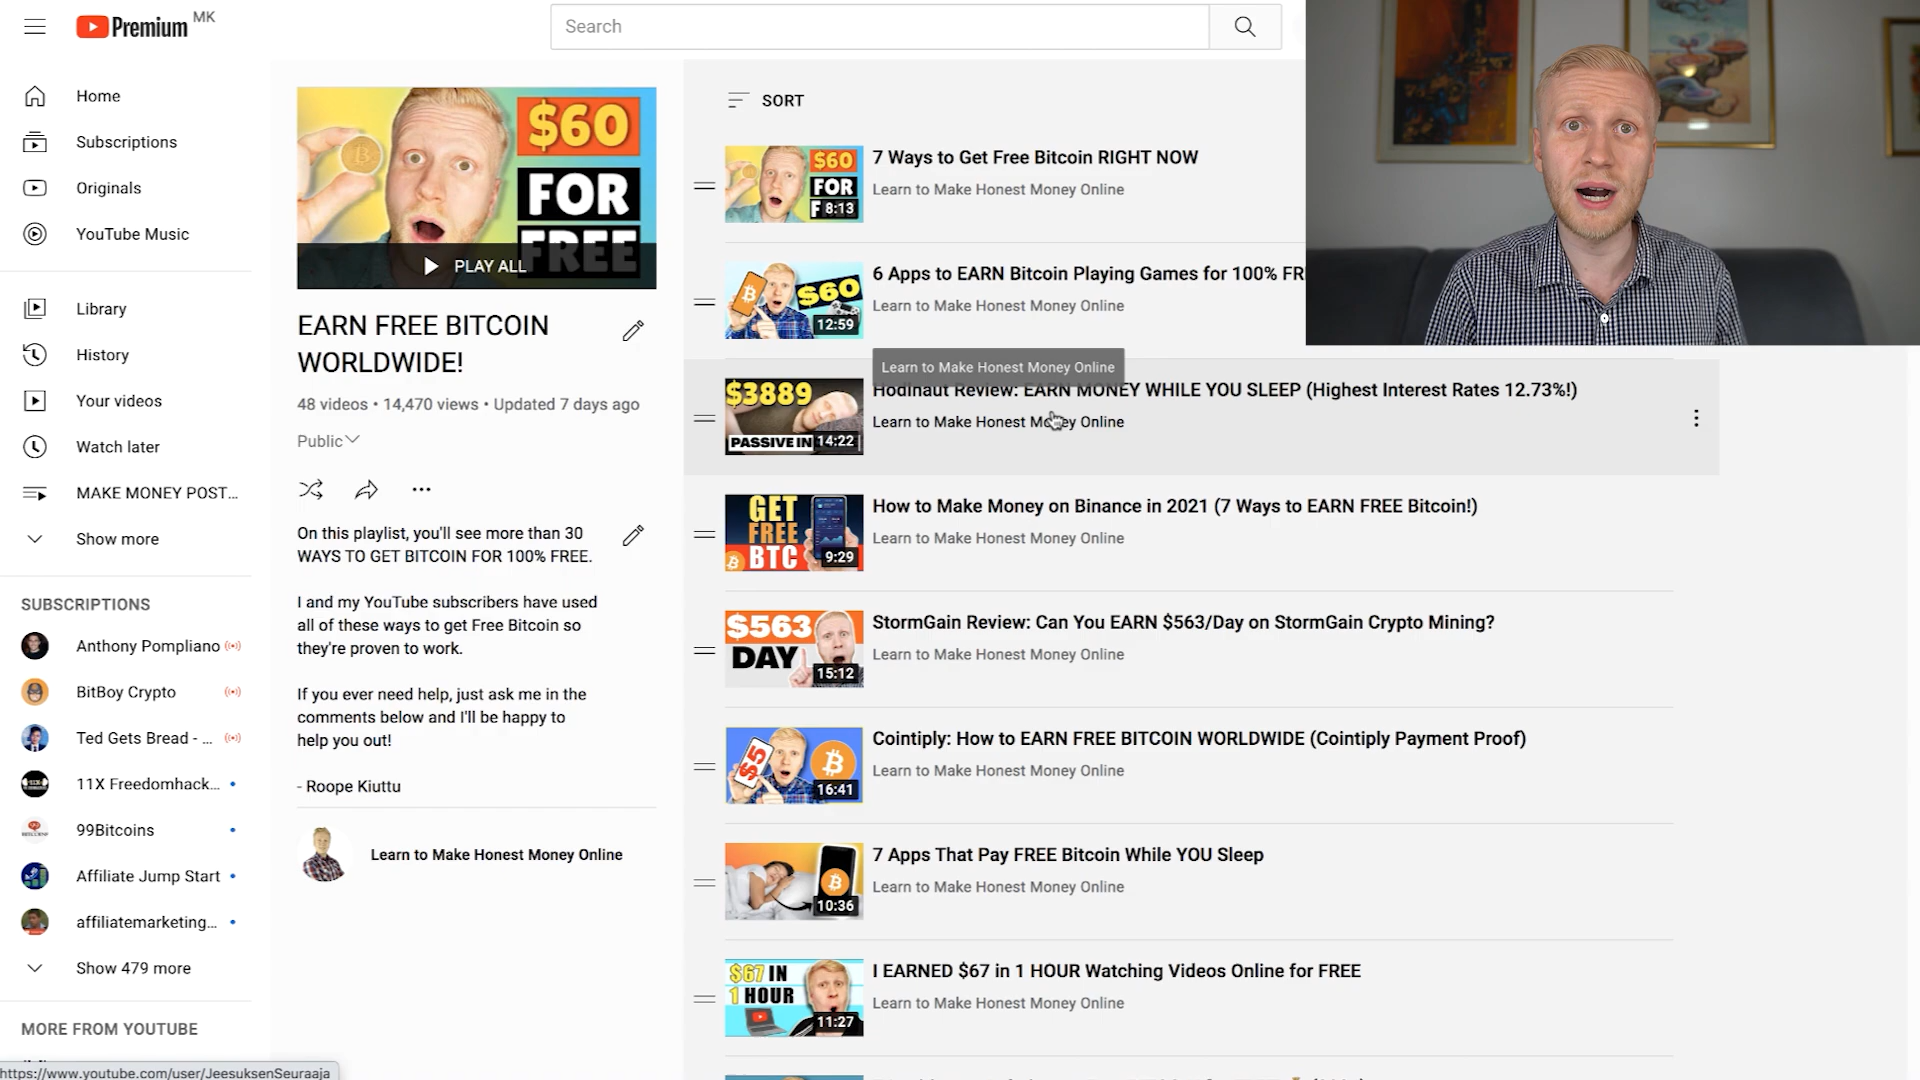 Premium MK
Search
Home
Subscriptions
Originals
YouTube Music
Library
History
Your videos
Watch later
MAKE MONEY POST...
Show more
SUBSCRIPTIONS
Anthony Pompliano
BitBoy Crypto
Ted Gets Bread - ...
11X Freedomhack...
99Bitcoins
Affiliate Jump Start
affiliatemarketing...
Show 479 more
MORE FROM YOUTUBE
https://www.youtube.com/user/JeesuksenSeuraaja
$60
FOR
FREE
PLAY ALL
EARN FREE BITCOIN
WORLDWIDE!
48 videos • 14,470 views • Updated 7 days ago
Public
On this playlist, you'll see more than 30
WAYS TO GET BITCOIN FOR 100% FREE.
I and my YouTube subscribers have used
all of these ways to get Free Bitcoin so
they're proven to work.
If you ever need help, just ask me in the
comments below and I'll be happy to
help you out!
- Roope Kiuttu
Learn to Make Honest Money Online
SORT
$60
FOR
F 8:13
7 Ways to Get Free Bitcoin RIGHT NOW
Learn to Make Honest Money Online
$60
12:59
6 Apps to EARN Bitcoin Playing Games for 100% FR
Learn to Make Honest Money Online
Learn to Make Honest Money Online
$3889
PASSIVE IN 14:22
Hodlnaut Review: EARN MONEY WHILE YOU SLEEP (Highest Interest Rates 12.73%!)
Learn to Make Honest Money Online
GET
FREE
BTC
9:29
How to Make Money on Binance in 2021 (7 Ways to EARN FREE Bitcoin!)
Learn to Make Honest Money Online
$563
DAY
15:12
StormGain Review: Can You EARN $563/Day on StormGain Crypto Mining?
Learn to Make Honest Money Online
$5
16:41
Cointiply: How to EARN FREE BITCOIN WORLDWIDE (Cointiply Payment Proof)
Learn to Make Honest Money Online
10:36
7 Apps That Pay FREE Bitcoin While YOU Sleep
Learn to Make Honest Money Online
$67 IN
1 HOUR
11:27
I EARNED $67 in 1 HOUR Watching Videos Online for FREE
Learn to Make Honest Money Online